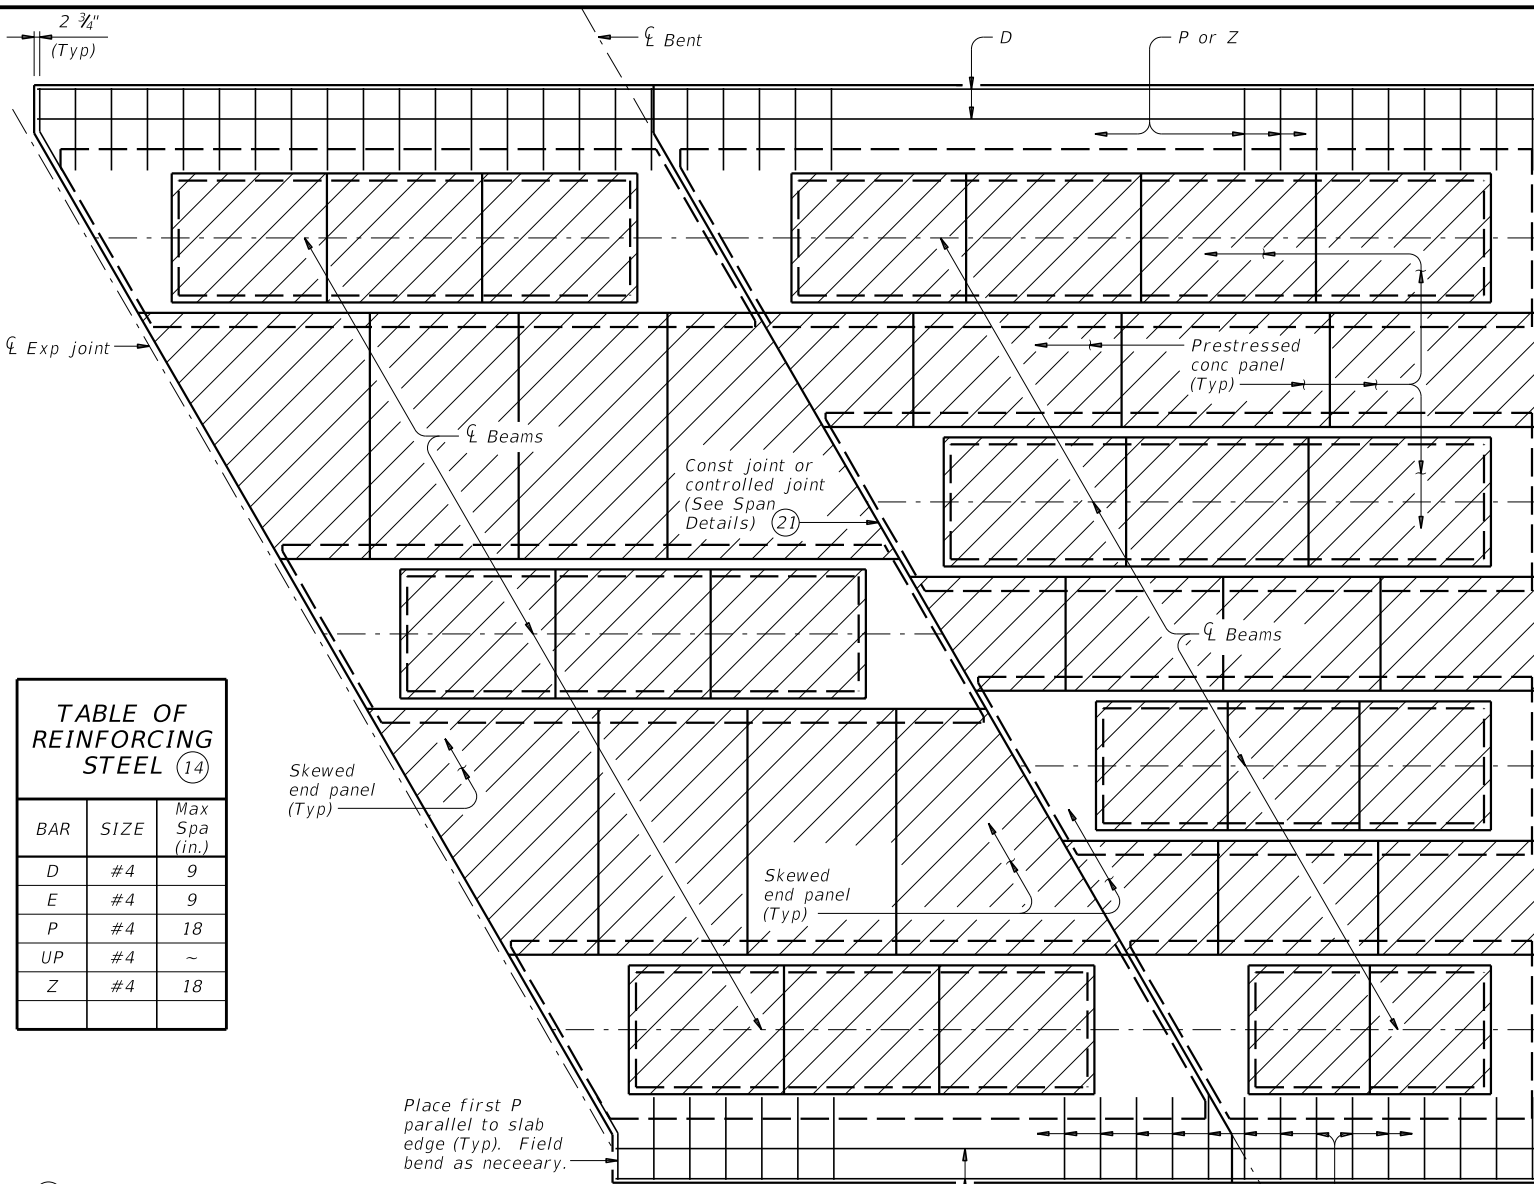 2 ¾"
(Typ)
℄ Bent
D
P or Z
℄ Exp joint
Prestressed
conc panel
(Typ)
℄ Beams
Const joint or
controlled joint
(See Span
Details) 21
℄ Beams
TABLE OF
REINFORCING
STEEL 14
BAR SIZE Max Spa (in.)
D #4 9
E #4 9
P #4 18
UP #4 ~
Z #4 18
Skewed
end panel
(Typ)
Skewed
end panel
(Typ)
Place first P
parallel to slab
edge (Typ). Field
bend as neceeary.